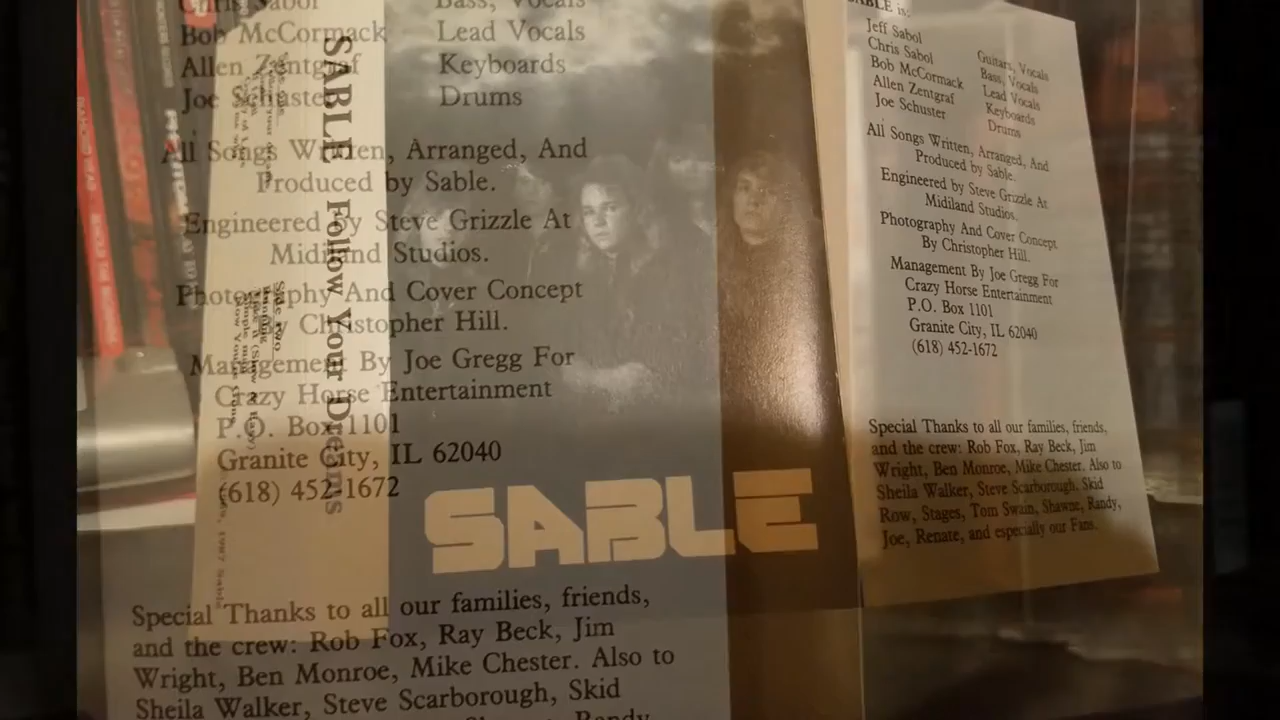 Chris Sabol Bass, Vocals
Bob McCormack Lead Vocals
Allen Zentgraf Keyboards
Joe Schuster Drums
All Songs Written, Arranged, And
Produced by Sable.
Engineered By Steve Grizzle At
Midiland Studios.
Photography And Cover Concept
By Christopher Hill.
Management By Joe Gregg For
Crazy Horse Entertainment
P.O. Box 1101
Granite City, IL 62040
(618) 452-1672
Special Thanks to all our families, friends,
and the crew: Rob Fox, Ray Beck, Jim
Wright, Ben Monroe, Mike Chester. Also to
Sheila Walker, Steve Scarborough, Skid
SABLE Follow Your Dreams
Side Two
SABLE
SABLE is:
Jeff Sabol Guitars, Vocals
Chris Sabol Bass, Vocals
Bob McCormack Lead Vocals
Allen Zentgraf Keyboards
Joe Schuster Drums
All Songs Written, Arranged, And
Produced by Sable.
Engineered by Steve Grizzle At
Midiland Studios.
Photography And Cover Concept
By Christopher Hill.
Management By Joe Gregg For
Crazy Horse Entertainment
P.O. Box 1101
Granite City, IL 62040
(618) 452-1672
Special Thanks to all our families, friends,
and the crew: Rob Fox, Ray Beck, Jim
Wright, Ben Monroe, Mike Chester. Also to
Sheila Walker, Steve Scarborough, Skid
Row, Stages, Tom Swain, Shawne, Randy,
Joe, Renate, and especially our Fans.